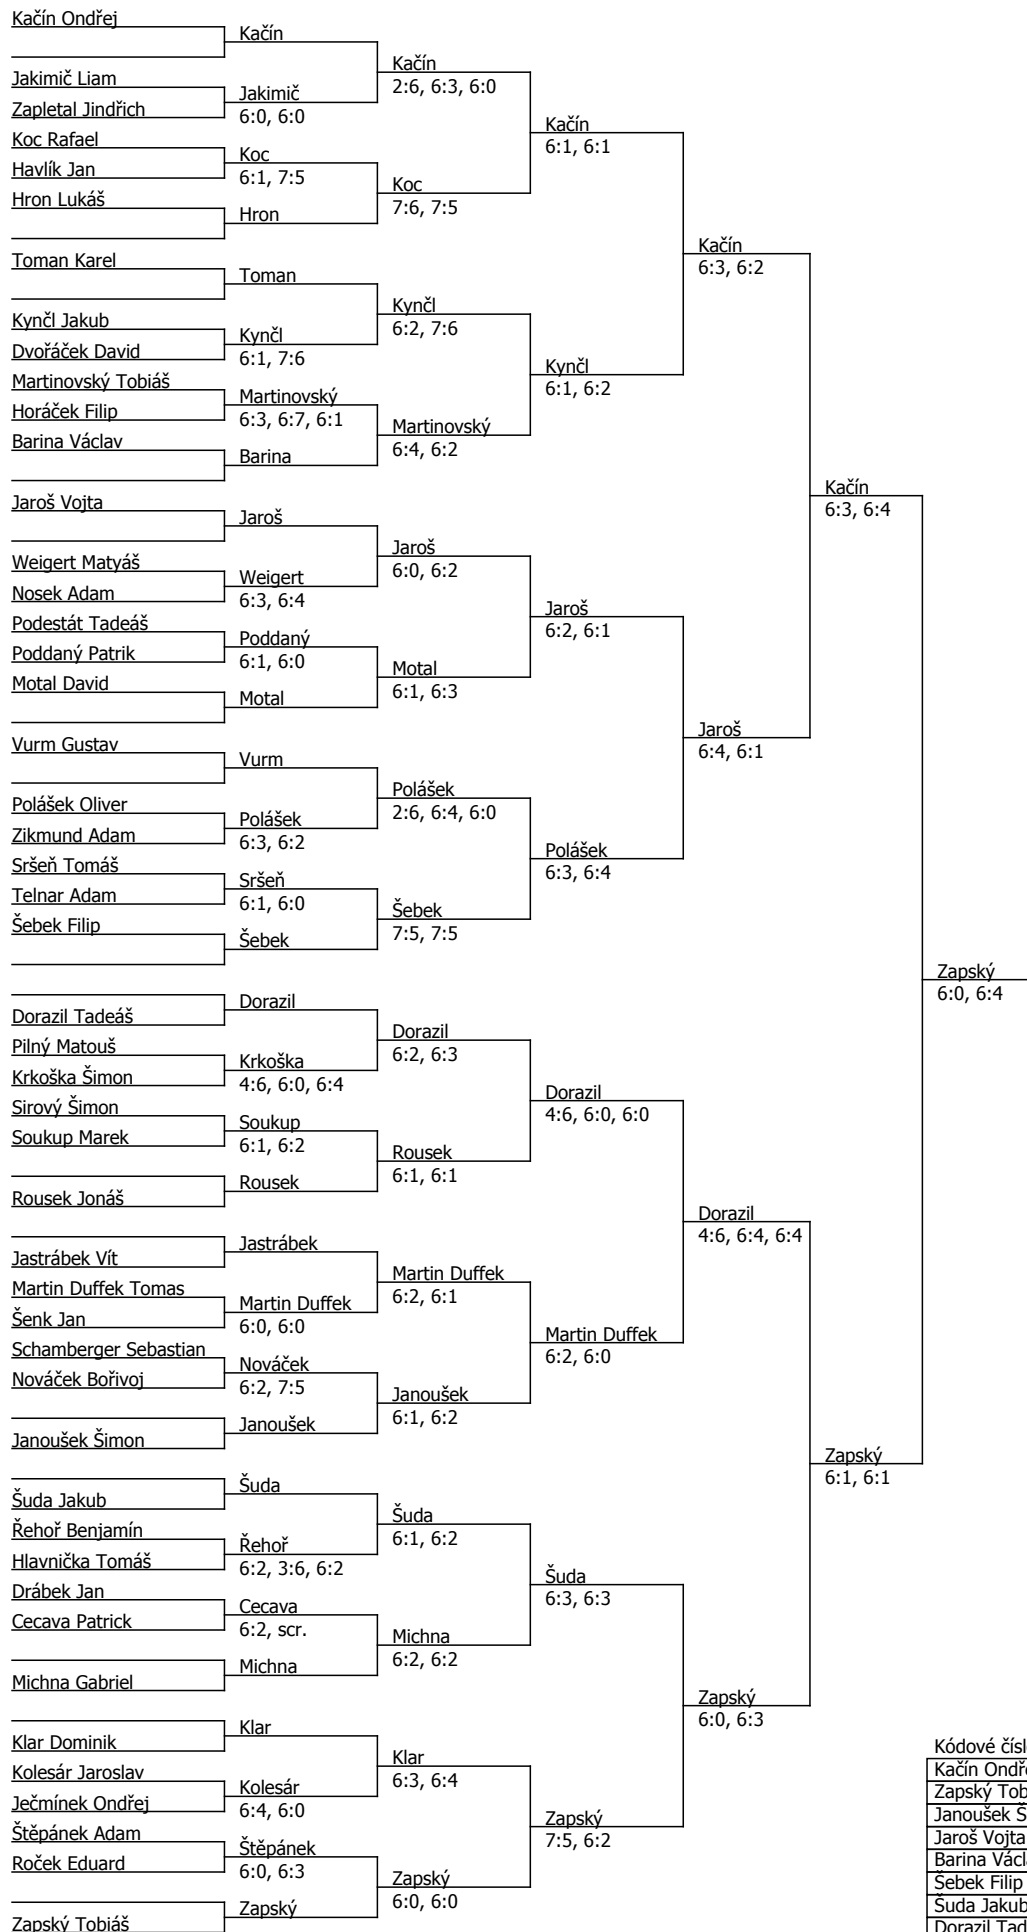 Kačín Ondřej
Jakimič Liam
Zapletal Jindřich
Koc Rafael
Havlík Jan
Hron Lukáš
Toman Karel
Kynčl Jakub
Dvořáček David
Martinovský Tobiáš
Horáček Filip
Barina Václav
Jaroš Vojta
Weigert Matyáš
Nosek Adam
Podestát Tadeáš
Poddaný Patrik
Motal David
Vurm Gustav
Polášek Oliver
Zikmund Adam
Sršeň Tomáš
Telnar Adam
Šebek Filip
Dorazil Tadeáš
Pilný Matouš
Krkoška Šimon
Sirový Šimon
Soukup Marek
Rousek Jonáš
Jastrábek Vít
Martin Duffek Tomas
Šenk Jan
Schamberger Sebastian
Nováček Bořivoj
Janoušek Šimon
Šuda Jakub
Řehoř Benjamín
Hlavnička Tomáš
Drábek Jan
Cecava Patrick
Michna Gabriel
Klar Dominik
Kolesár Jaroslav
Ječmínek Ondřej
Štěpánek Adam
Roček Eduard
Zapský Tobiáš
Kačín
Jakimič
6:0, 6:0
Koc
6:1, 7:5
Hron
Toman
Kynčl
6:1, 7:6
Martinovský
6:3, 6:7, 6:1
Barina
Jaroš
Weigert
6:3, 6:4
Poddaný
6:1, 6:0
Motal
Vurm
Polášek
6:3, 6:2
Sršeň
6:1, 6:0
Šebek
Dorazil
Krkoška
4:6, 6:0, 6:4
Soukup
6:1, 6:2
Rousek
Jastrábek
Martin Duffek
6:0, 6:0
Nováček
6:2, 7:5
Janoušek
Šuda
Řehoř
6:2, 3:6, 6:2
Cecava
6:2, scr.
Michna
Klar
Kolesár
6:4, 6:0
Štěpánek
6:0, 6:3
Zapský
Kačín
2:6, 6:3, 6:0
Koc
7:6, 7:5
Kynčl
6:2, 7:6
Martinovský
6:4, 6:2
Jaroš
6:0, 6:2
Motal
6:1, 6:3
Polášek
2:6, 6:4, 6:0
Šebek
7:5, 7:5
Dorazil
6:2, 6:3
Rousek
6:1, 6:1
Martin Duffek
6:2, 6:1
Janoušek
6:1, 6:2
Šuda
6:1, 6:2
Michna
6:2, 6:2
Klar
6:3, 6:4
Zapský
6:0, 6:0
Kačín
6:1, 6:1
Kynčl
6:1, 6:2
Jaroš
6:2, 6:1
Polášek
6:3, 6:4
Dorazil
4:6, 6:0, 6:0
Martin Duffek
6:2, 6:0
Šuda
6:3, 6:3
Zapský
7:5, 6:2
Kačín
6:3, 6:2
Jaroš
6:4, 6:1
Dorazil
4:6, 6:4, 6:4
Zapský
6:0, 6:3
Kačín
6:3, 6:4
Zapský
6:1, 6:1
Zapský
6:0, 6:4
Kódové
Kačín
Zapský
Janoušek
Jaroš Vojta
Barina
Šebek Filip
Šuda Jakub
Dorazil